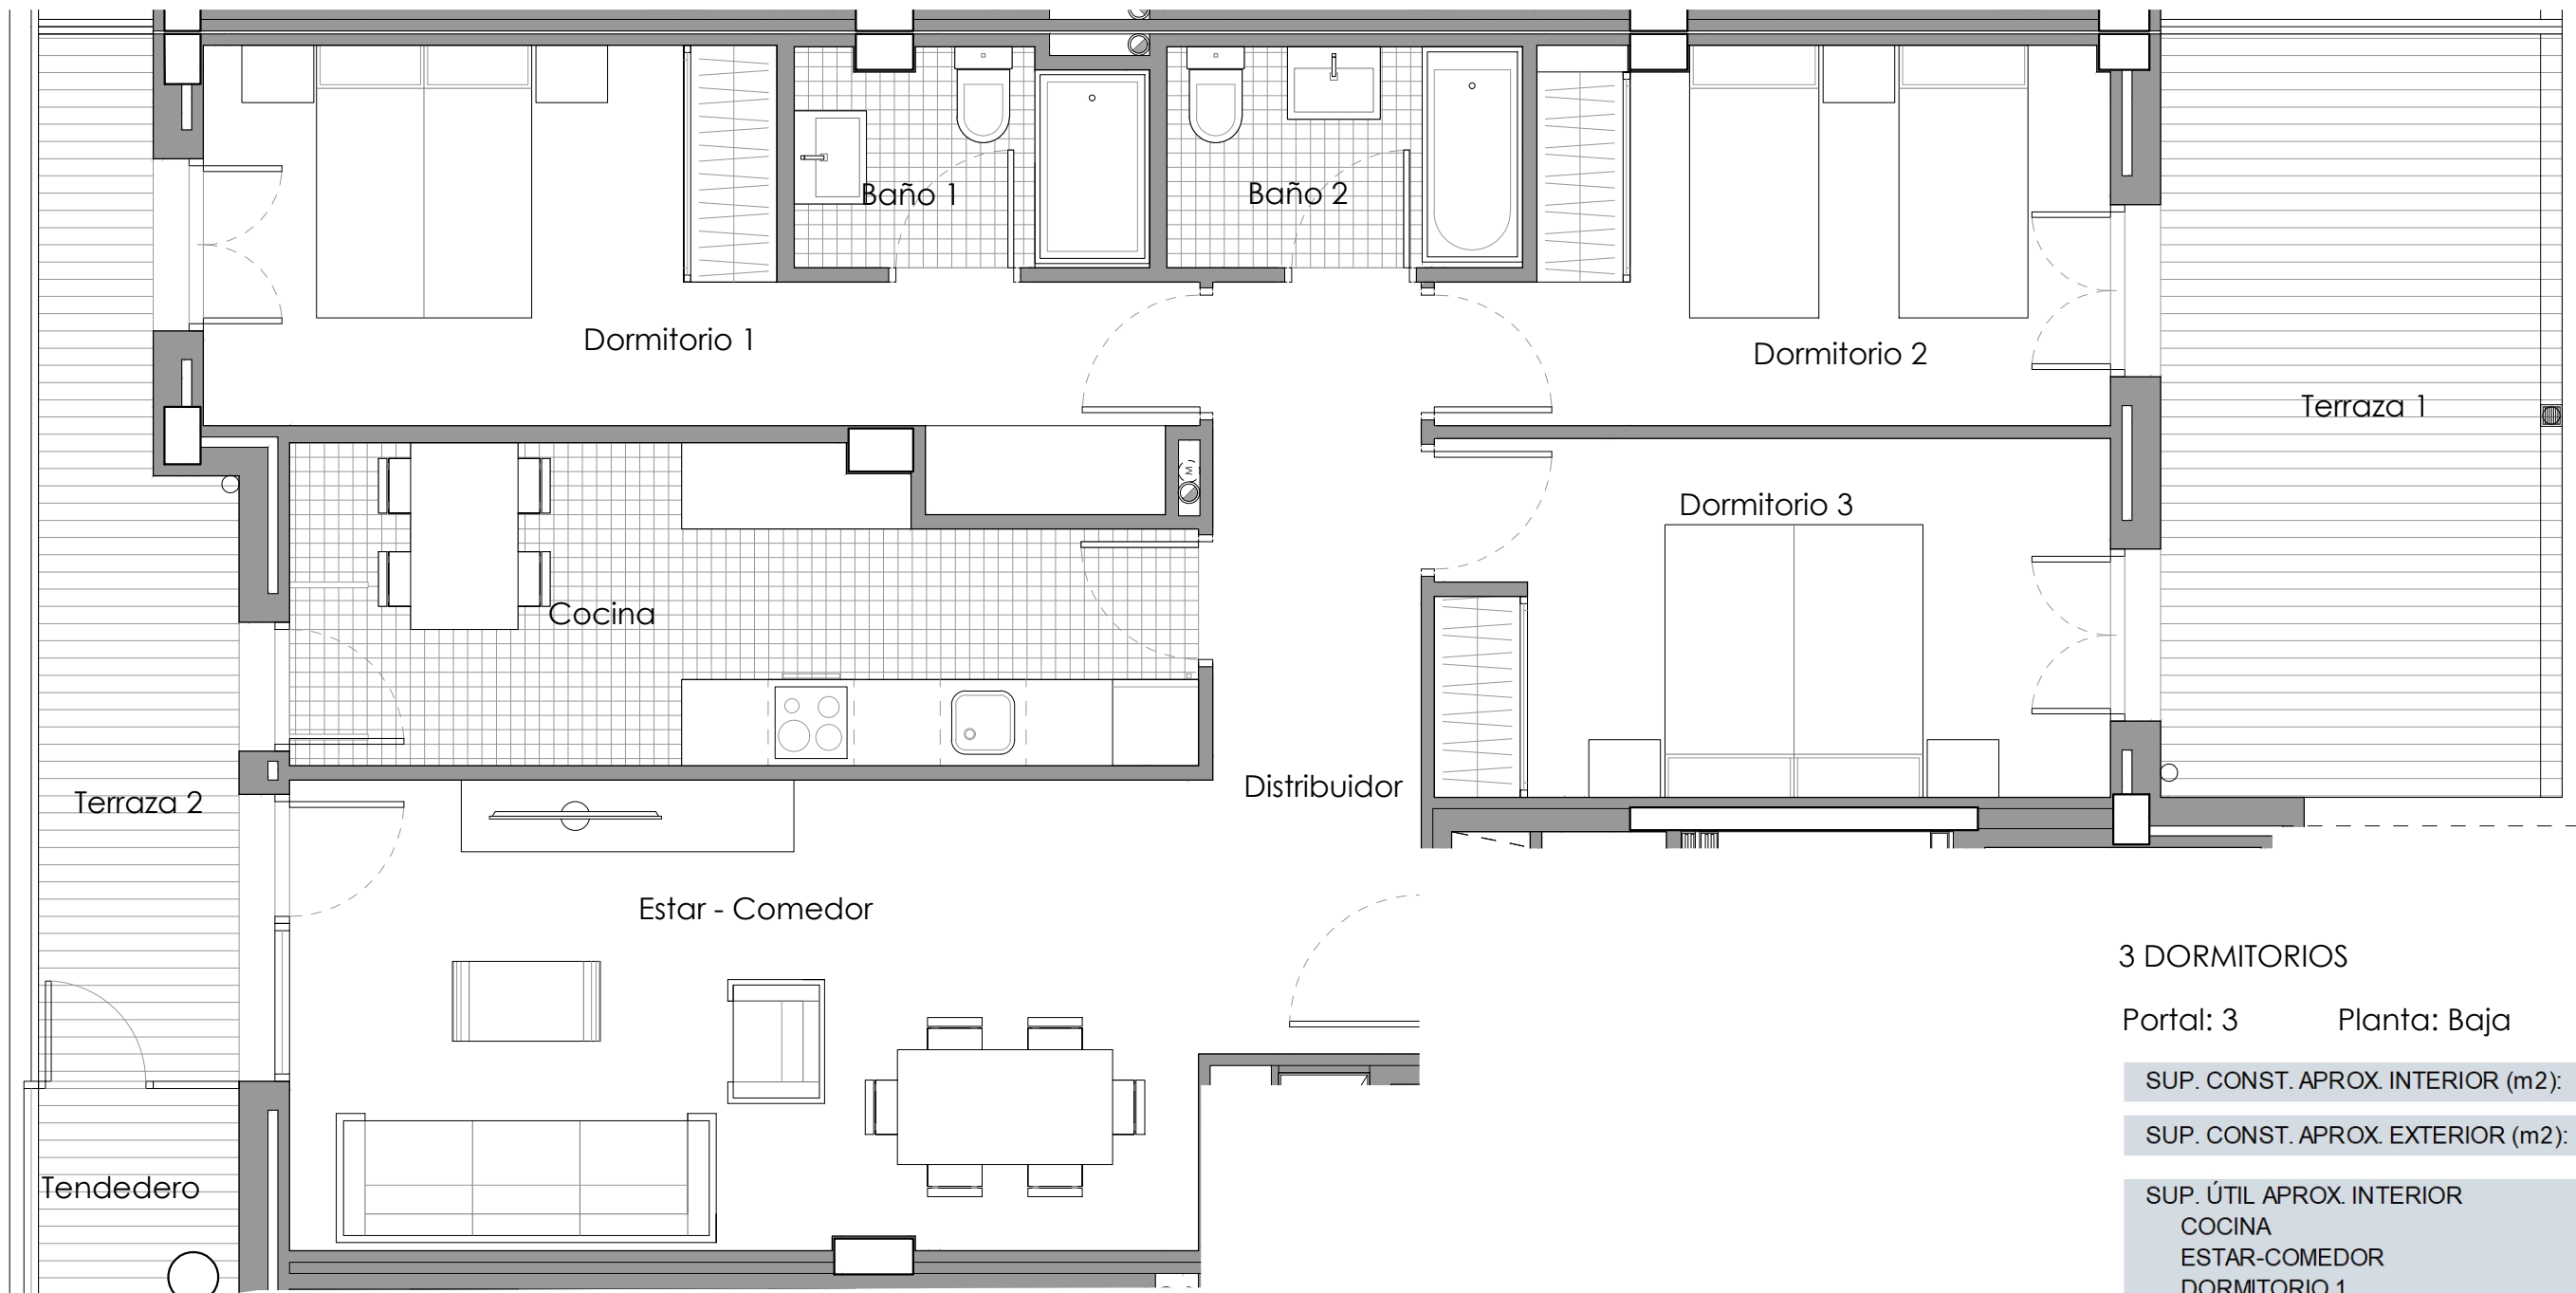 Baño 1
Baño 2
Dormitorio 1
Dormitorio 2
Terraza 1
Dormitorio 3
Cocina
Distribuidor
Terraza 2
Estar - Comedor
Tendedero
3 DORMITORIOS
Portal: 3 Planta: Baja
SUP. CONST. APROX. INTERIOR (m2):
SUP. CONST. APROX. EXTERIOR (m2):
SUP. ÚTIL APROX. INTERIOR
COCINA
ESTAR-COMEDOR
DORMITORIO 1